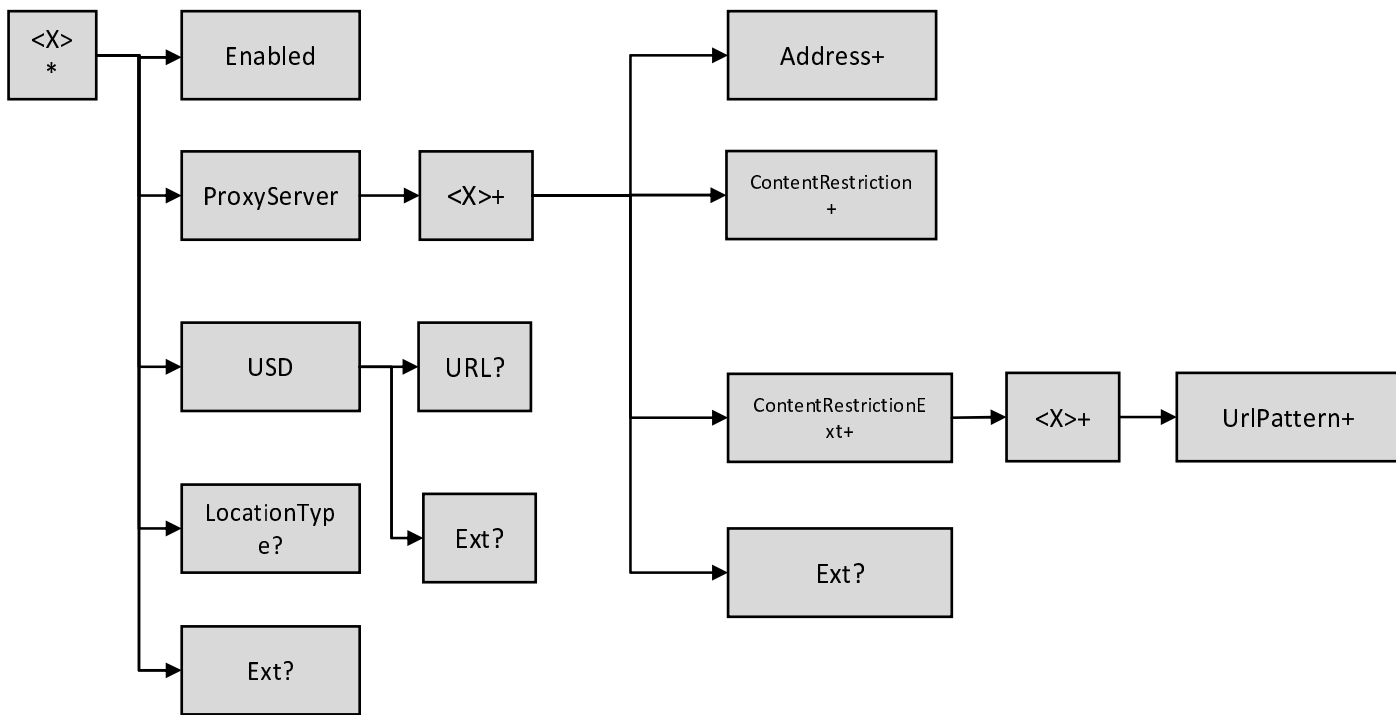 <X>
*
Enabled
Address+
ProxyServer
<X>+
ContentRestriction
+
USD
URL?
ContentRestrictionE
xt+
<X>+
UrlPattern+
LocationTyp
e?
Ext?
Ext?
Ext?